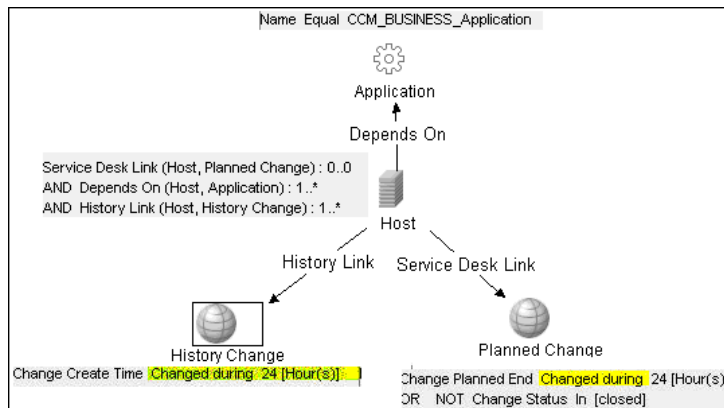 Name Equal CCM_BUSINESS_Application
Application
Depends On
Service Desk Link (Host, Planned Change) : 0..0
AND Depends On (Host, Application) : 1..*
AND History Link (Host, History Change) : 1..*
Host
History Link
Service Desk Link
History Change
Planned Change
Change Create Time Changed during 24 [Hour(s)]
Change Planned End Changed during 24 [Hour(s)
OR NOT Change Status In [closed]